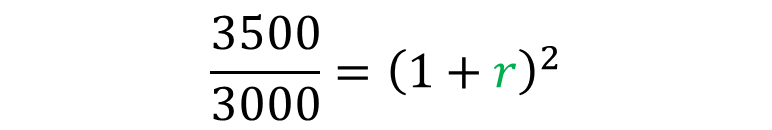 3500
3000 = (1 + r)²